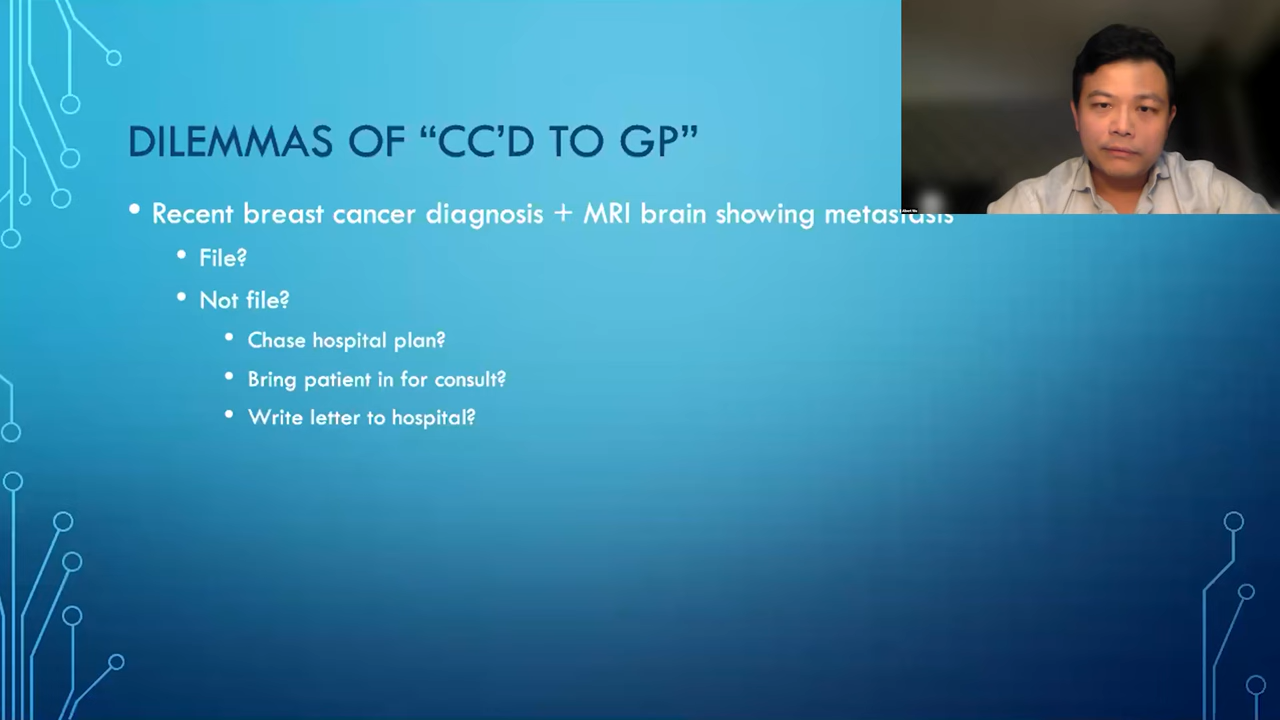 DILEMMAS OF “CC’D TO GP”
• Recent breast cancer diagnosis + MRI brain showing metastasis
• File?
• Not file?
• Chase hospital plan?
• Bring patient in for consult?
• Write letter to hospital?